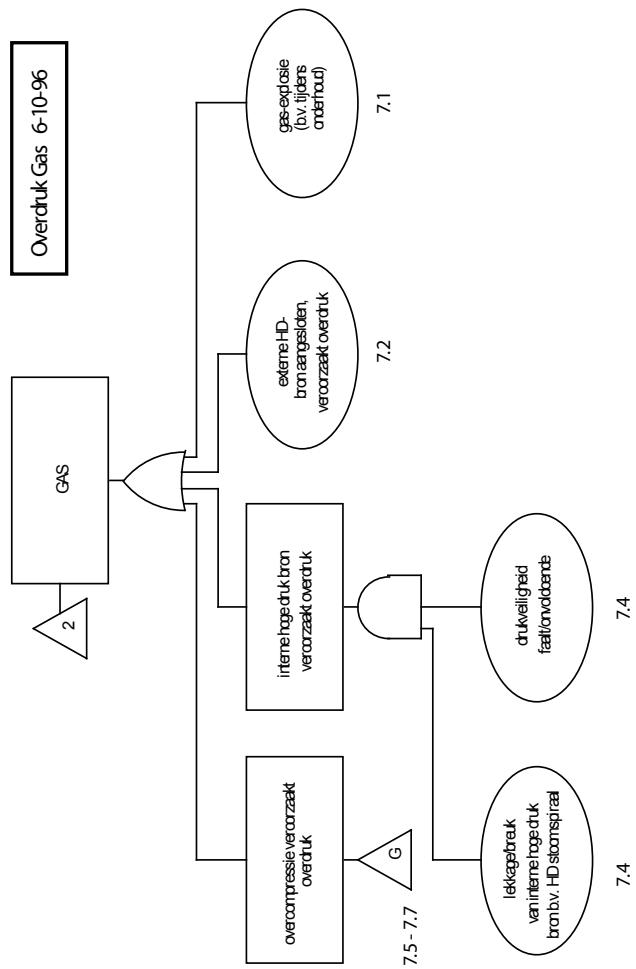 Overdruk Gas 6-10-96
GAS
2
overcompressie veroorzaakt
overdruk
interne hoge druk bron
veroorzaakt overdruk
externe HD-
bron aangesloten,
veroorzaakt overdruk
gas-explosie
(b.v. tijdens
onderhoud)
G
7.5 - 7.7
7.2
7.1
lekkage/breuk
van interne hoge druk
bron b.v. HD stoomspiraal
drukveiligheid
faalt/onvoldoende
7.4
7.4